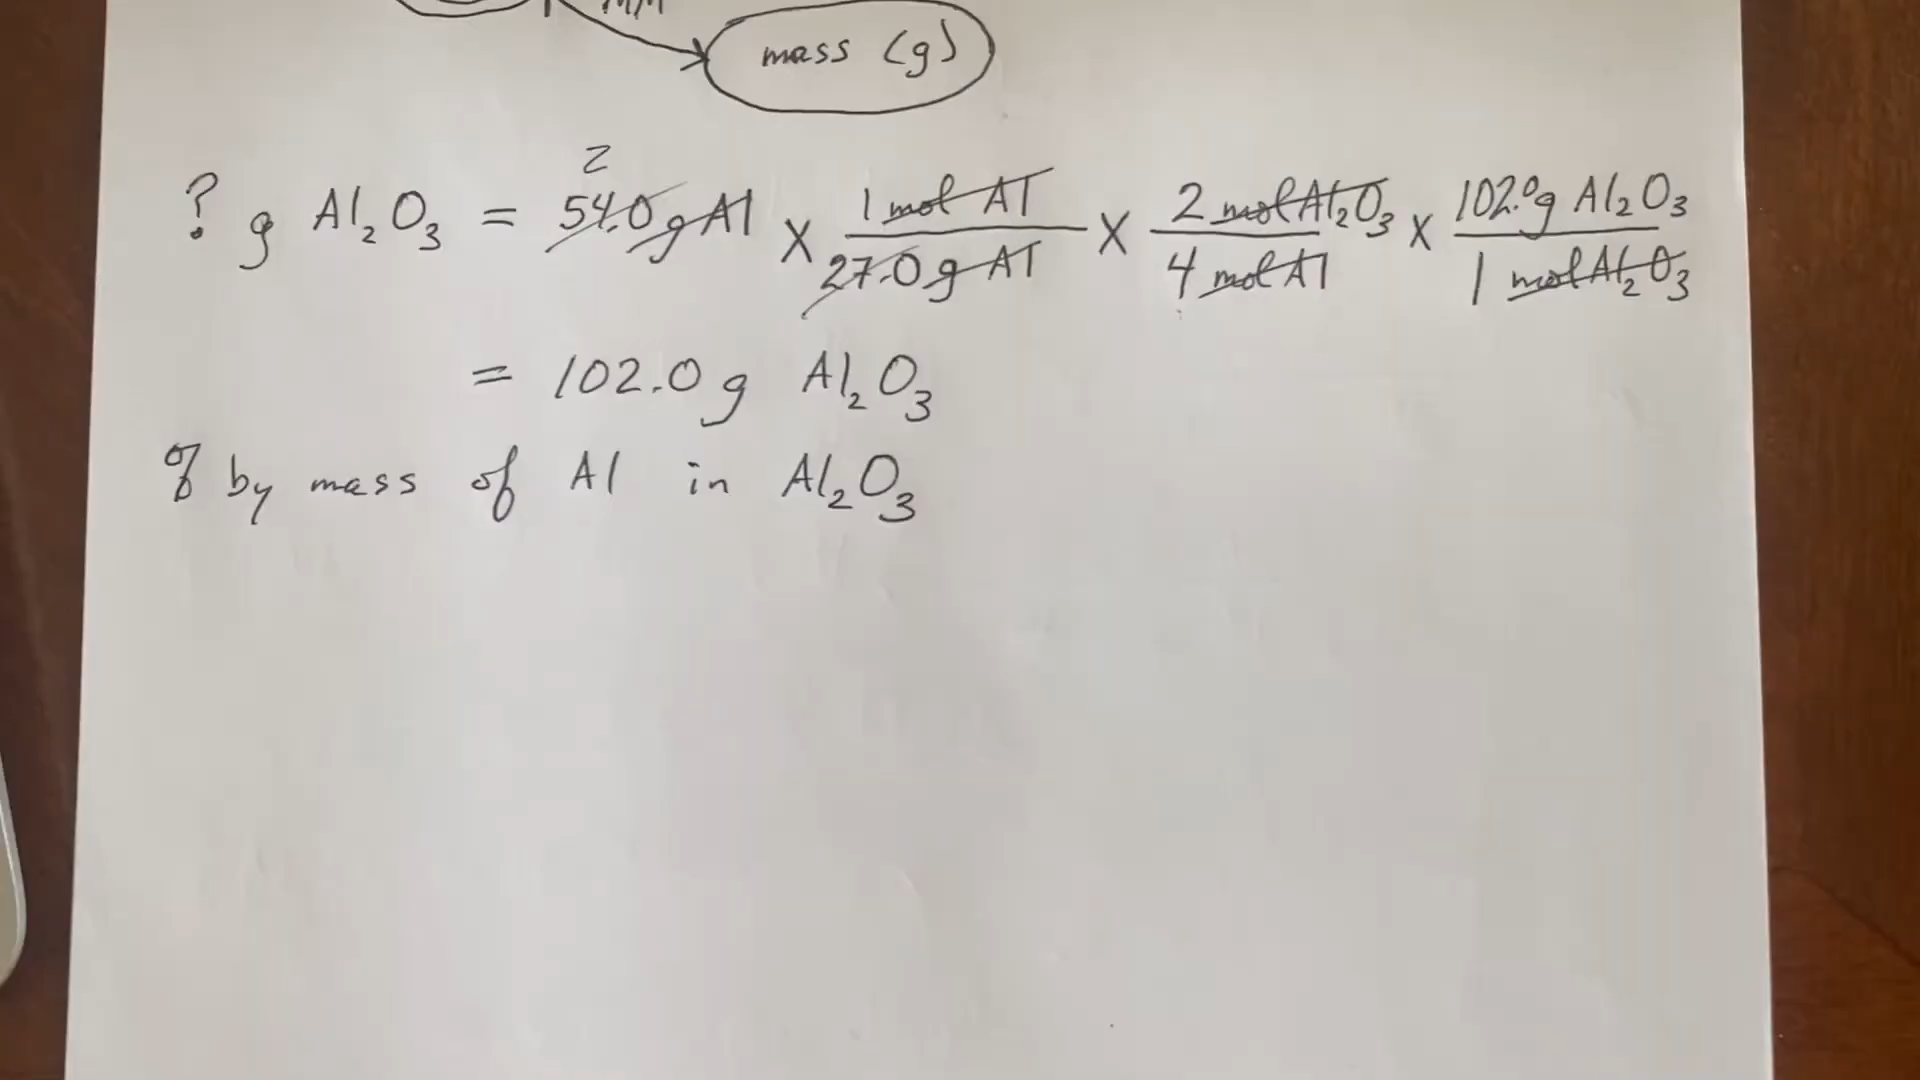 MM
mass (g)
2
? g Al₂O₃ = 54.0 g Al × 1 mol Al / 27.0 g Al × 2 mol Al₂O₃ / 4 mol Al × 102.0 g Al₂O₃ / 1 mol Al₂O₃
= 102.0 g Al₂O₃
% by mass of Al in Al₂O₃